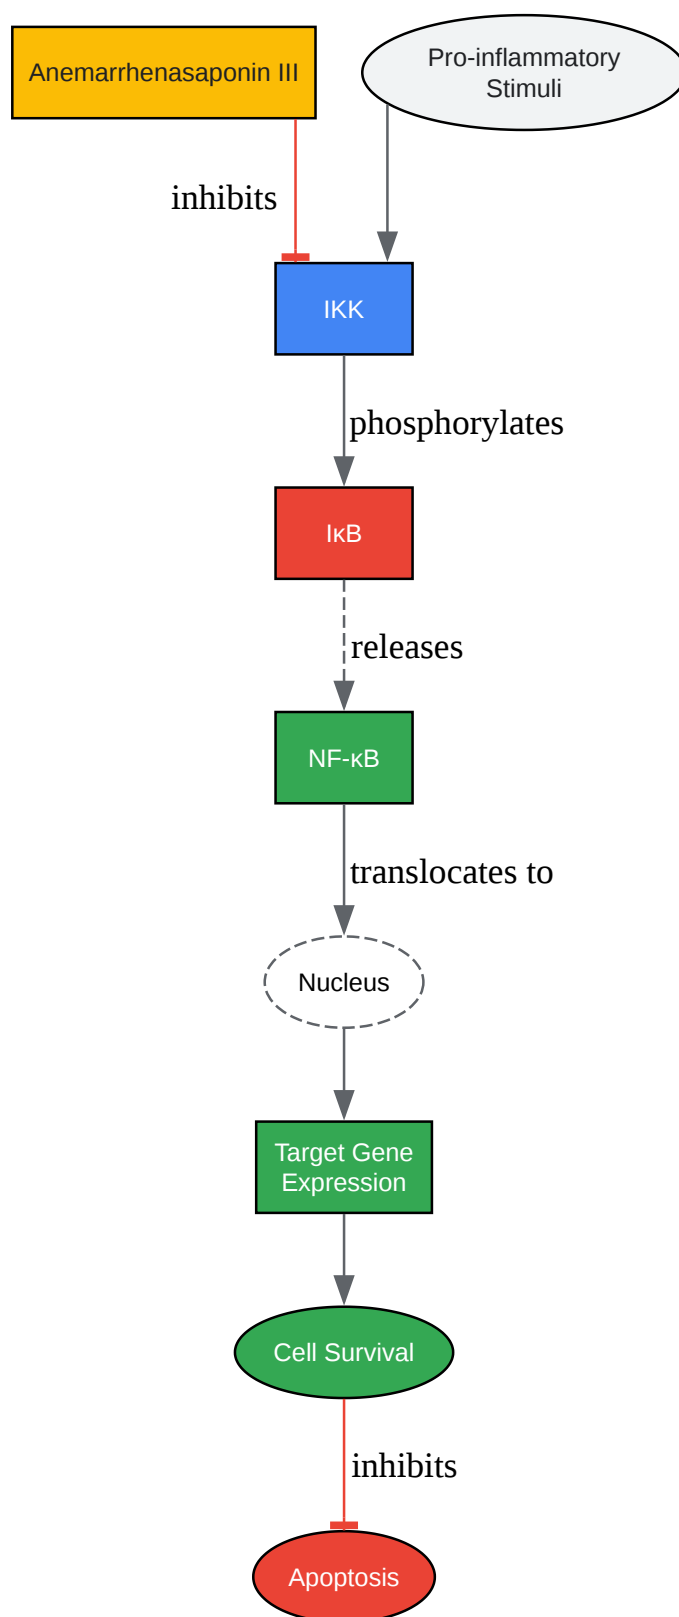 Anemarrhenasaponin III
Pro-inflammatory
Stimuli
inhibits
IKK
phosphorylates
IκB
releases
NF-κB
translocates to
Nucleus
Target Gene
Expression
Cell Survival
inhibits
Apoptosis